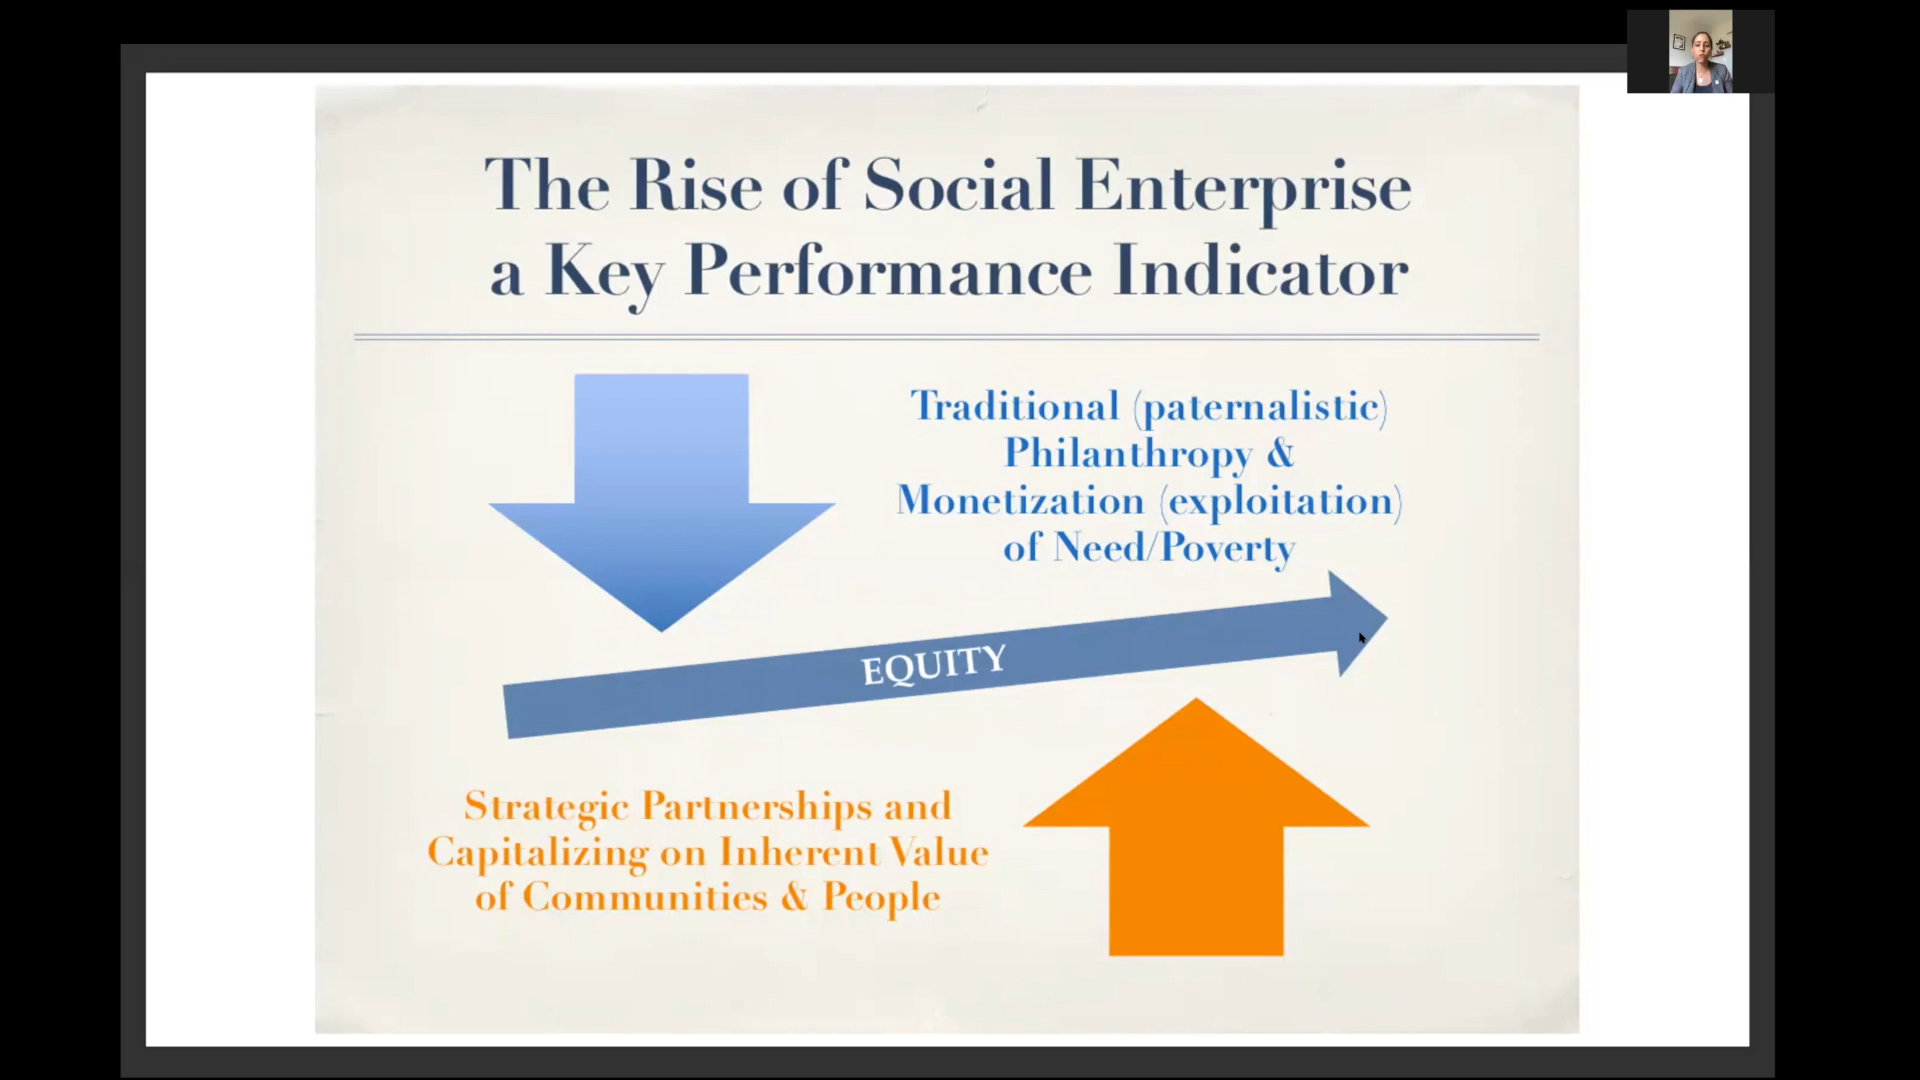 The Rise of Social Enterprise
a Key Performance Indicator
Traditional (paternalistic)
Philanthropy &
Monetization (exploitation)
of Need/Poverty
EQUITY
Strategic Partnerships and
Capitalizing on Inherent Value
of Communities & People